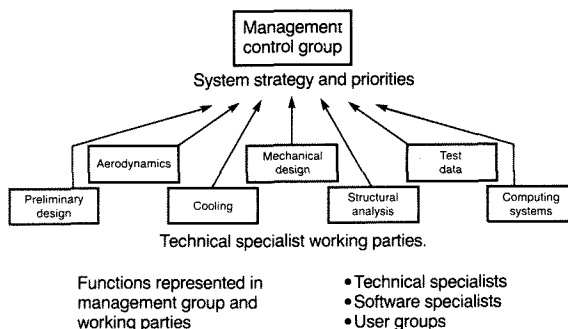 Management
control group
System strategy and priorities
Aerodynamics
Mechanical
design
Test
data
Preliminary
design
Cooling
Structural
analysis
Computing
systems
Technical specialist working parties.
Functions represented in
management group and
working parties
• Technical specialists
• Software specialists
• User groups